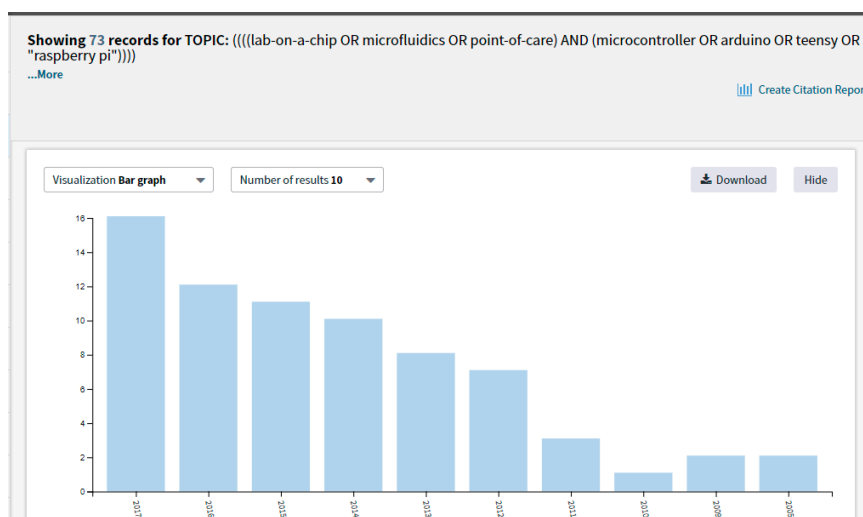 Showing 73 records for TOPIC: ((((lab-on-a-chip OR microfluidics OR point-of-care) AND (microcontroller OR arduino OR teensy OR
"raspberry pi"))))
...More
Create Citation Repor
Visualization Bar graph
Number of results 10
Download
Hide
16
14
12
10
8
6
4
2
0
2017
2016
2015
2014
2013
2012
2011
2010
2009
2005